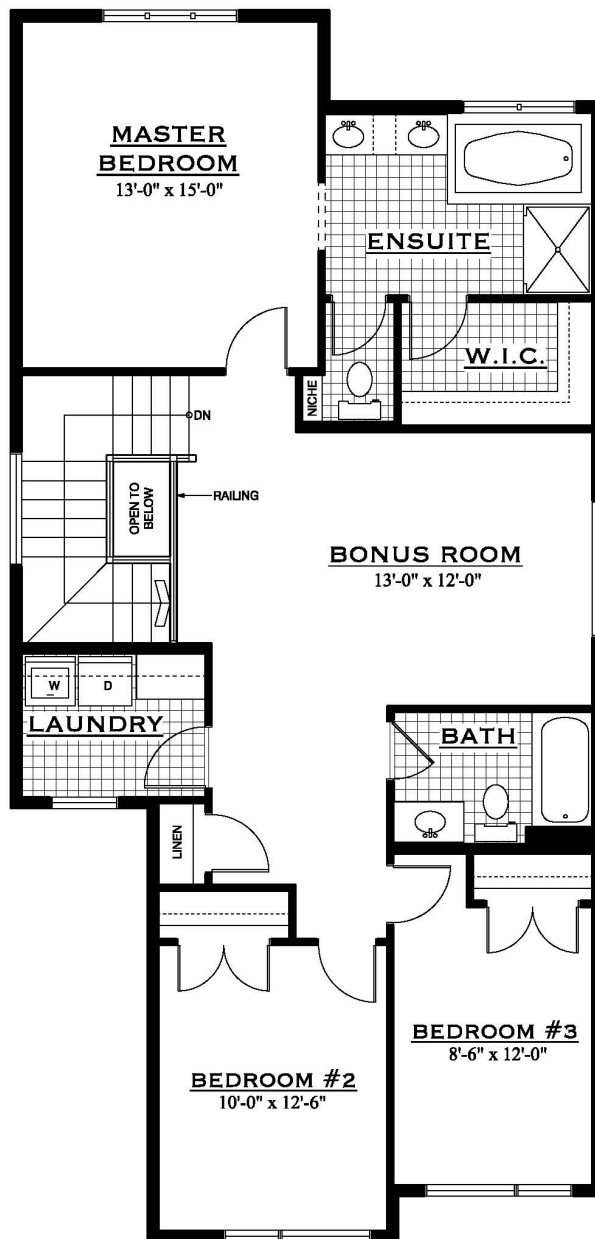 MASTER
BEDROOM
13'-0" x 15'-0"
ENSUITE
W.I.C.
NICHE
DN
OPEN TO
BELOW
RAILING
BONUS ROOM
13'-0" x 12'-0"
W
D
LAUNDRY
BATH
LINEN
BEDROOM #3
8'-6" x 12'-0"
BEDROOM #2
10'-0" x 12'-6"